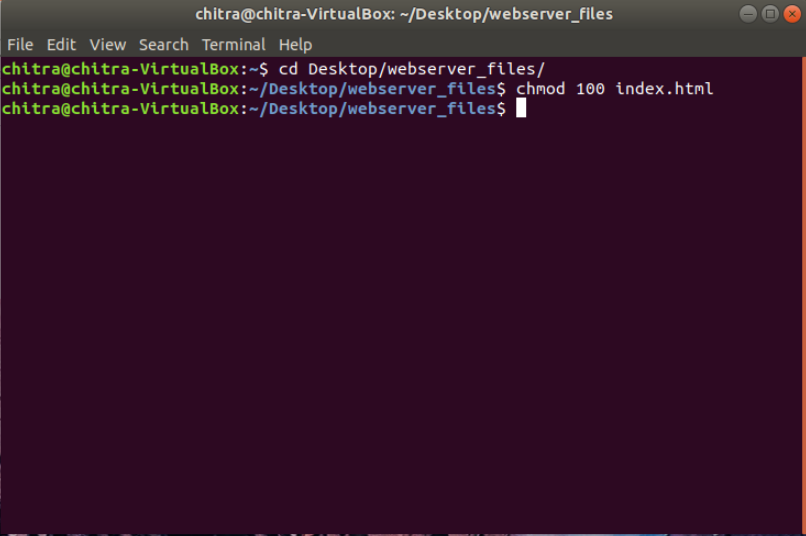 chitra@chitra-VirtualBox: ~/Desktop/webserver_files
File Edit View Search Terminal Help
chitra@chitra-VirtualBox:~$ cd Desktop/webserver_files/
chitra@chitra-VirtualBox:~/Desktop/webserver_files$ chmod 100 index.html
chitra@chitra-VirtualBox:~/Desktop/webserver_files$